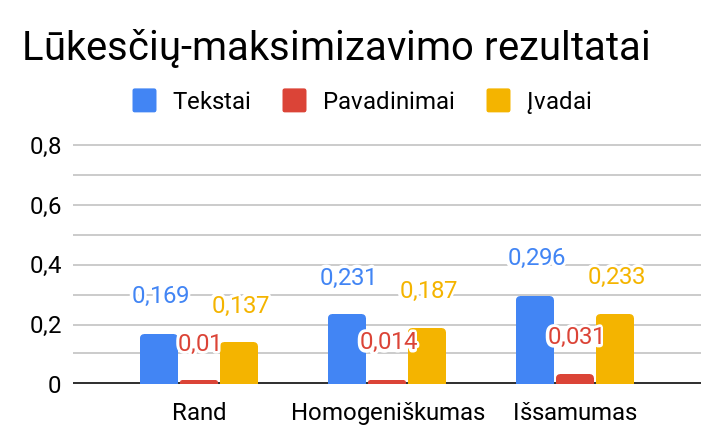 Lūkesčių-maksimizavimo rezultatai
Tekstai Pavadinimai Įvadai
0,8
0,6
0,4
0,2
0
0,169 0,01 0,137
0,231 0,014 0,187
0,296 0,031 0,233
Rand Homogeniškumas Išsamumas